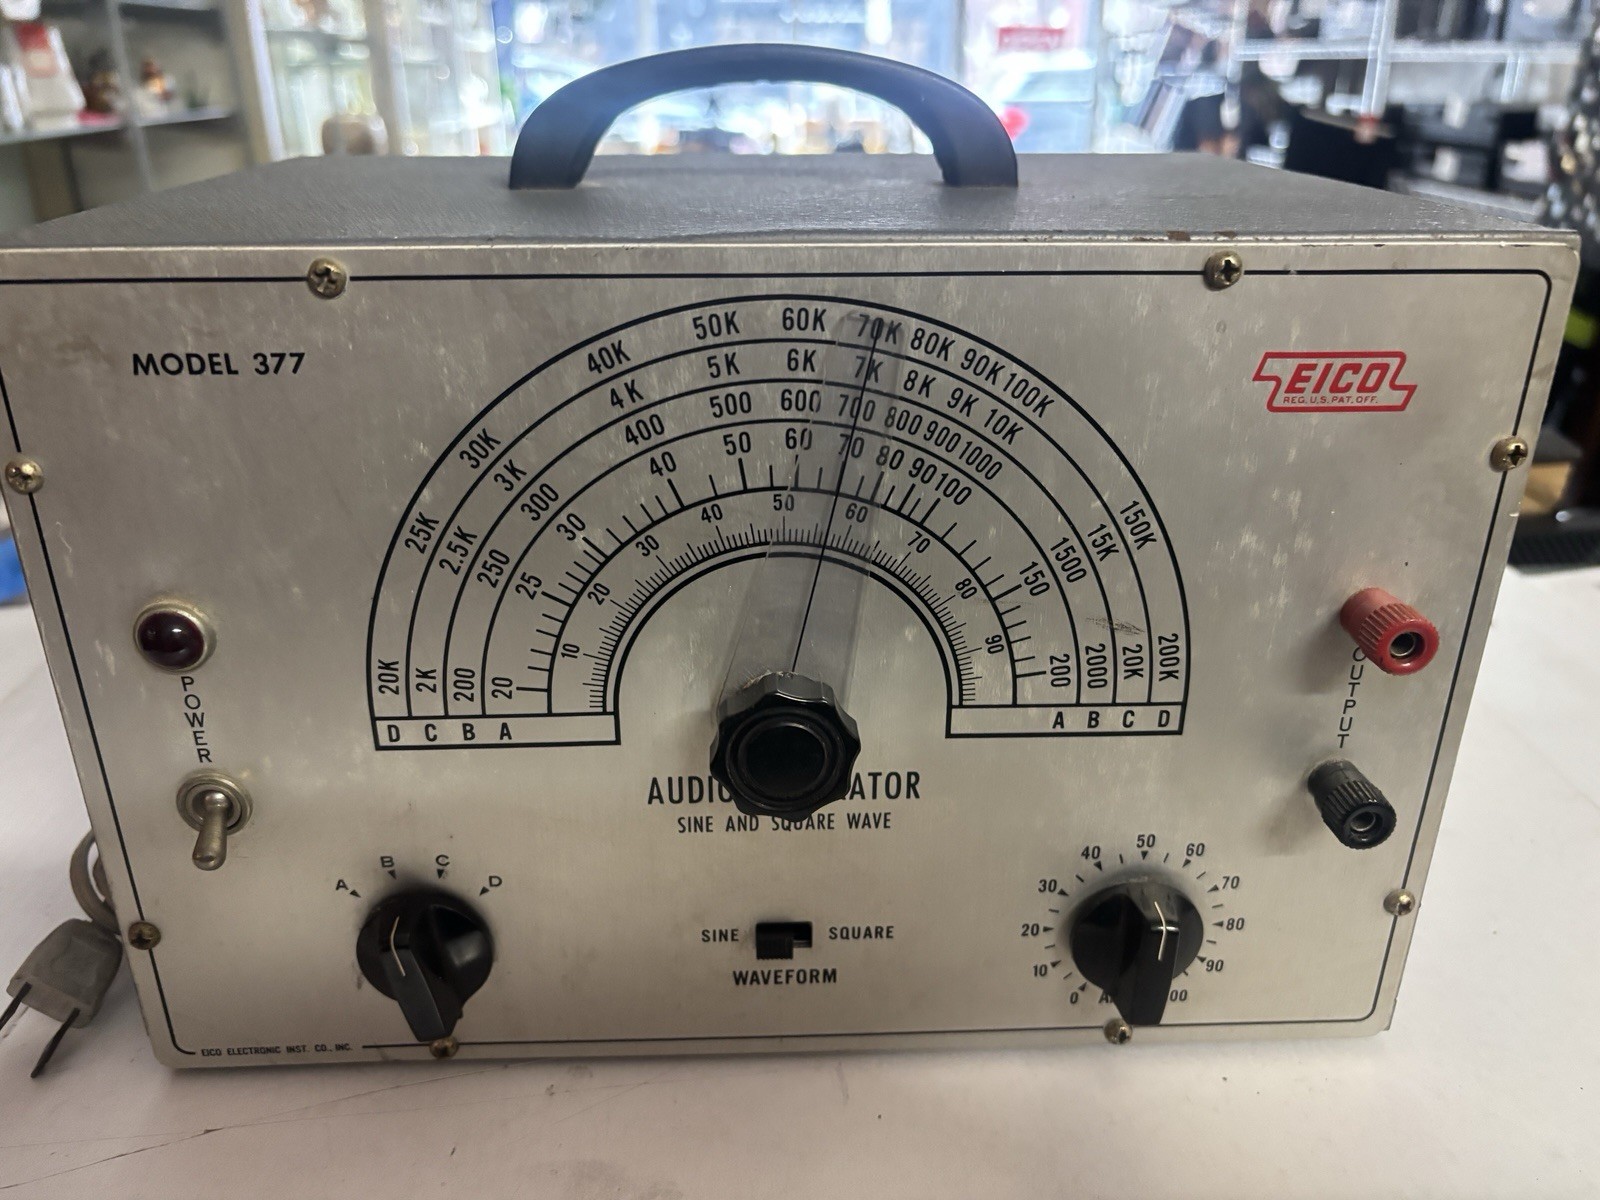 MODEL 377
EICO
REG. U.S. PAT. OFF.
20K 25K 30K 40K 50K 60K 70K 80K 90K 100K 150K 200K
2K 2.5K 3K 4K 5K 6K 7K 8K 9K 10K 15K 20K
200 250 300 400 500 600 700 800 900 1000 1500 2000
20 25 30 40 50 60 70 80 90 100 150 200
10 20 30 40 50 60 70 80 90
D C B A
A B C D
POWER
OUTPUT
AUDIO ATOR
SINE AND SQUARE WAVE
A B C D
SINE SQUARE
WAVEFORM
0 10 20 30 40 50 60 70 80 90
EICO ELECTRONIC INST. CO., INC.